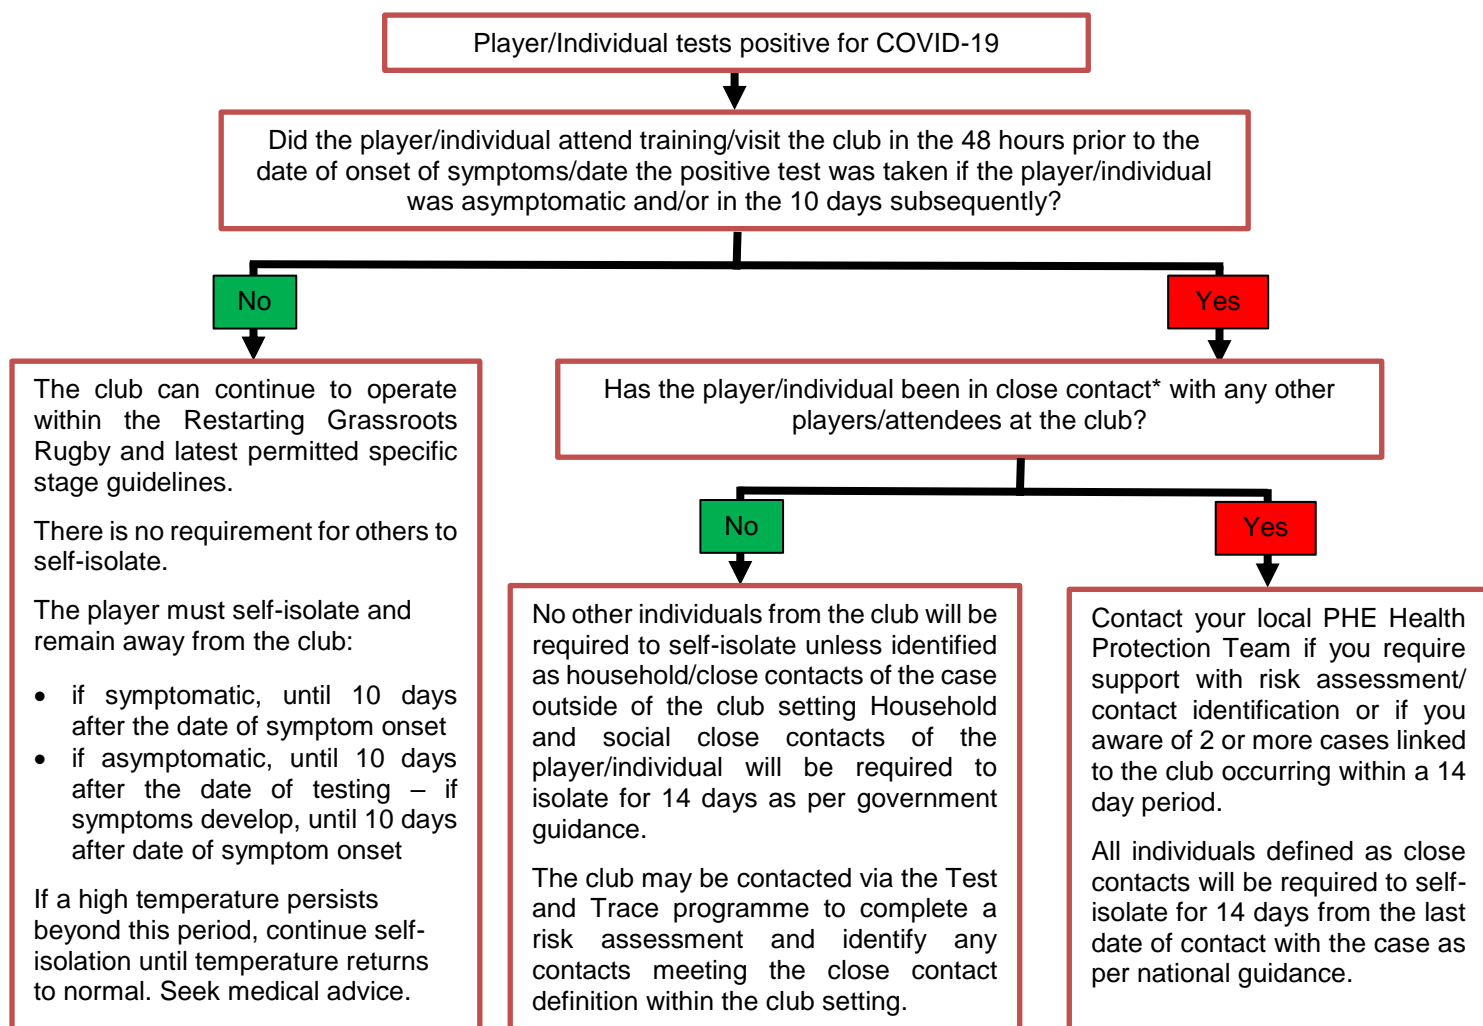 Player/Individual tests positive for COVID-19
Did the player/individual attend training/visit the club in the 48 hours prior to the
date of onset of symptoms/date the positive test was taken if the player/individual
was asymptomatic and/or in the 10 days subsequently?
No
Yes
The club can continue to operate
within the Restarting Grassroots
Rugby and latest permitted specific
stage guidelines.
There is no requirement for others to
self-isolate.
The player must self-isolate and
remain away from the club:
• if symptomatic, until 10 days
after the date of symptom onset
• if asymptomatic, until 10 days
after the date of testing – if
symptoms develop, until 10 days
after date of symptom onset
If a high temperature persists
beyond this period, continue self-
isolation until temperature returns
to normal. Seek medical advice.
Has the player/individual been in close contact* with any other
players/attendees at the club?
No
Yes
No other individuals from the club will be
required to self-isolate unless identified
as household/close contacts of the case
outside of the club setting Household
and social close contacts of the
player/individual will be required to
isolate for 14 days as per government
guidance.
The club may be contacted via the Test
and Trace programme to complete a
risk assessment and identify any
contacts meeting the close contact
definition within the club setting.
Contact your local PHE Health
Protection Team if you require
support with risk assessment/
contact identification or if you
aware of 2 or more cases linked
to the club occurring within a 14
day period.
All individuals defined as close
contacts will be required to self-
isolate for 14 days from the last
date of contact with the case as
per national guidance.